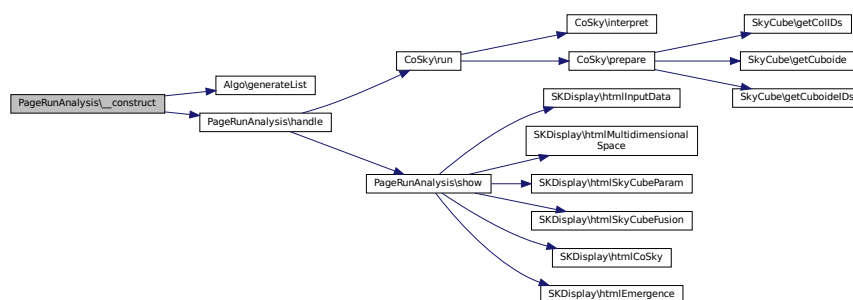 PageRunAnalysis\__construct
Algo\generateList
PageRunAnalysis\handle
CoSky\run
CoSky\interpret
CoSky\prepare
SkyCube\getColIDs
SkyCube\getCuboide
SkyCube\getCuboideIDs
PageRunAnalysis\show
SKDisplay\htmlInputData
SKDisplay\htmlMultidimensional
Space
SKDisplay\htmlSkyCubeParam
SKDisplay\htmlSkyCubeFusion
SKDisplay\htmlCoSky
SKDisplay\htmlEmergence